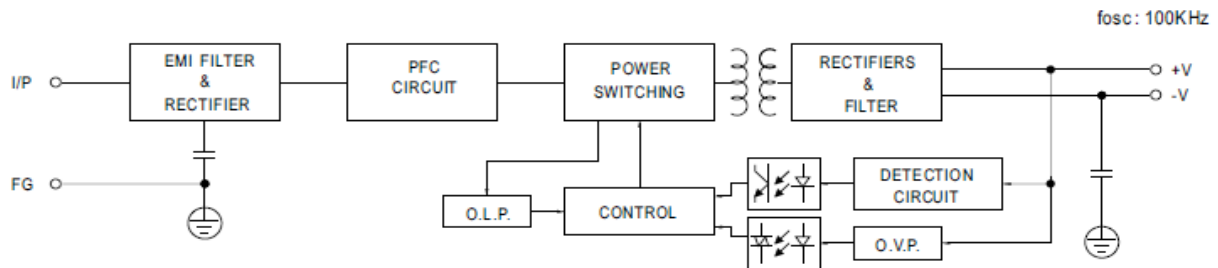 fosc : 100KHz
I/P
EMI FILTER
&
RECTIFIER
PFC
CIRCUIT
POWER
SWITCHING
RECTIFIERS
&
FILTER
+V
-V
FG
O.L.P.
CONTROL
DETECTION
CIRCUIT
O.V.P.